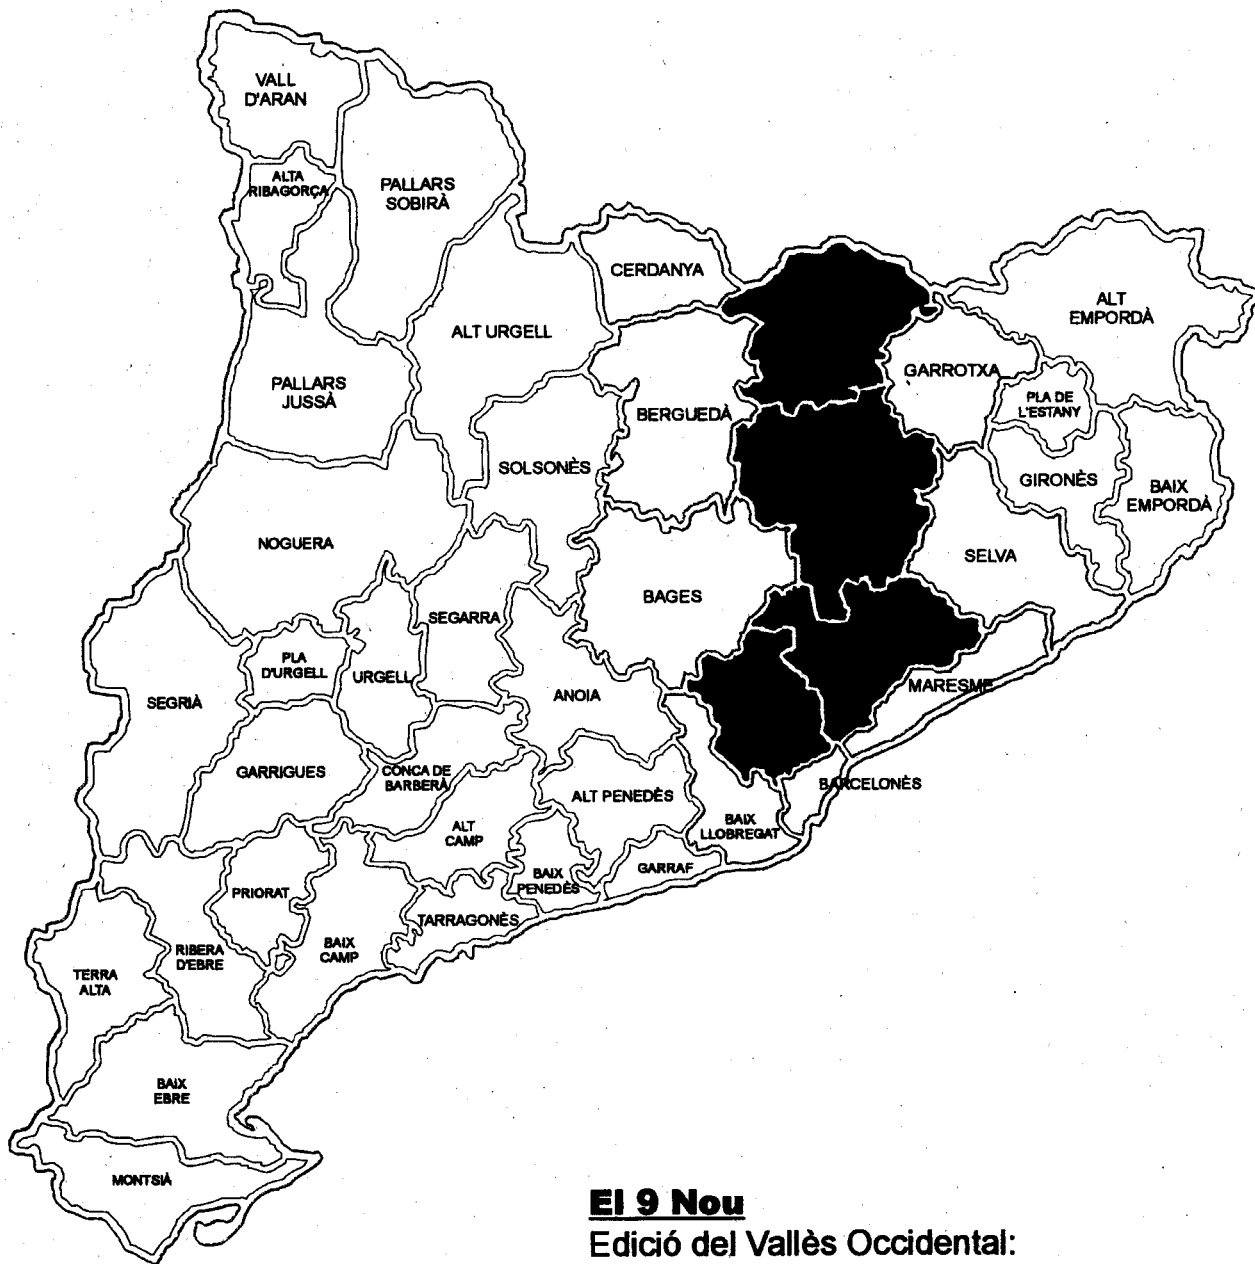 VALL
D'ARAN
ALTA
RIBAGORÇA
PALLARS
SOBIRÀ
CERDANYA
ALT
EMPORDÀ
ALT URGELL
GARROTXA
PALLARS
JUSSÀ
PLA DE
L'ESTANY
BERGUEDÀ
SOLSONÈS
GIRONÈS
BAIX
EMPORDÀ
NOGUERA
SELVA
BAGES
SEGARRA
PLA
D'URGELL
URGELL
ANOIA
MARESME
SEGRIÀ
GARRIGUES
CONCA DE
BARBERÀ
BARCELONÈS
ALT PENEDÈS
ALT
CAMP
BAIX
LLOBREGAT
GARRAF
BAIX
PENEDÈS
PRIORAT
TARRAGONÈS
BAIX
CAMP
RIBERA
D'EBRE
TERRA
ALTA
BAIX
EBRE
MONTSIÀ
El 9 Nou
Edició del Vallès Occidental: